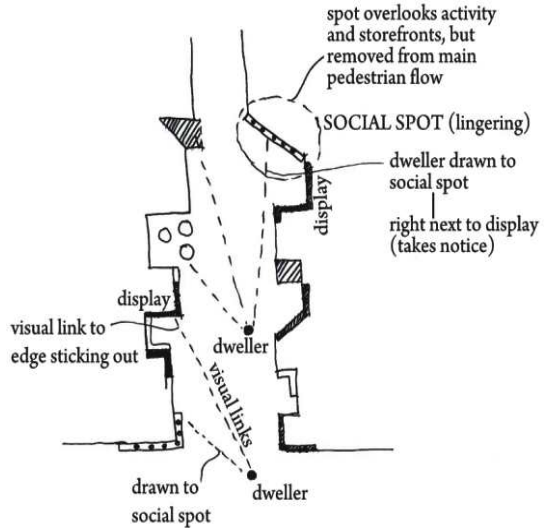 spot overlooks activity
and storefronts, but
removed from main
pedestrian flow
SOCIAL SPOT (lingering)
dweller drawn to
social spot
right next to display
(takes notice)
display
display
visual link to
edge sticking out
dweller
visual links
drawn to
social spot
dweller